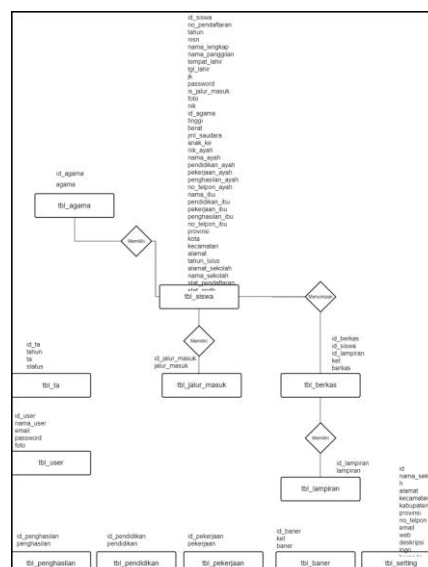 id_siswa
no_pendaftaran
tahun
nisn
nama_lengkap
nama_panggilan
tempat_lahir
tgl_lahir
jk
password
is_jalur_masuk
foto
nik
id_agama
tinggi
berat
jml_saudara
anak_ke
nik_ayah
nama_ayah
pendidikan_ayah
pekerjaan_ayah
penghasilan_ayah
no_telpon_ayah
nama_ibu
pendidikan_ibu
pekerjaan_ibu
penghasilan_ibu
no_telpon_ibu
provinsi
kota
kecamatan
alamat
tahun_lulus
alamat_sekolah
nama_sekolah
stat_pendaftaran
tbl_siswa
id_agama
agama
tbl_agama
Memiliki
Menyimpan
Memiliki
id_jalur_masuk
jalur_masuk
tbl_jalur_masuk
id_berkas
id_siswa
id_lampiran
ket
berkas
tbl_berkas
id_ta
tahun
ta
status
tbl_ta
id_user
nama_user
email
password
foto
tbl_user
Memiliki
id_lampiran
lampiran
tbl_lampiran
id
nama_sek
h
alamat
kecamatan
kabupaten
provinsi
no_telpon
email
web
deskripsi
logo
id_penghasilan
penghasilan
tbl_penghasilan
id_pendidikan
pendidikan
tbl_pendidikan
id_pekerjaan
pekerjaan
tbl_pekerjaan
id_baner
ket
baner
tbl_baner
tbl_setting